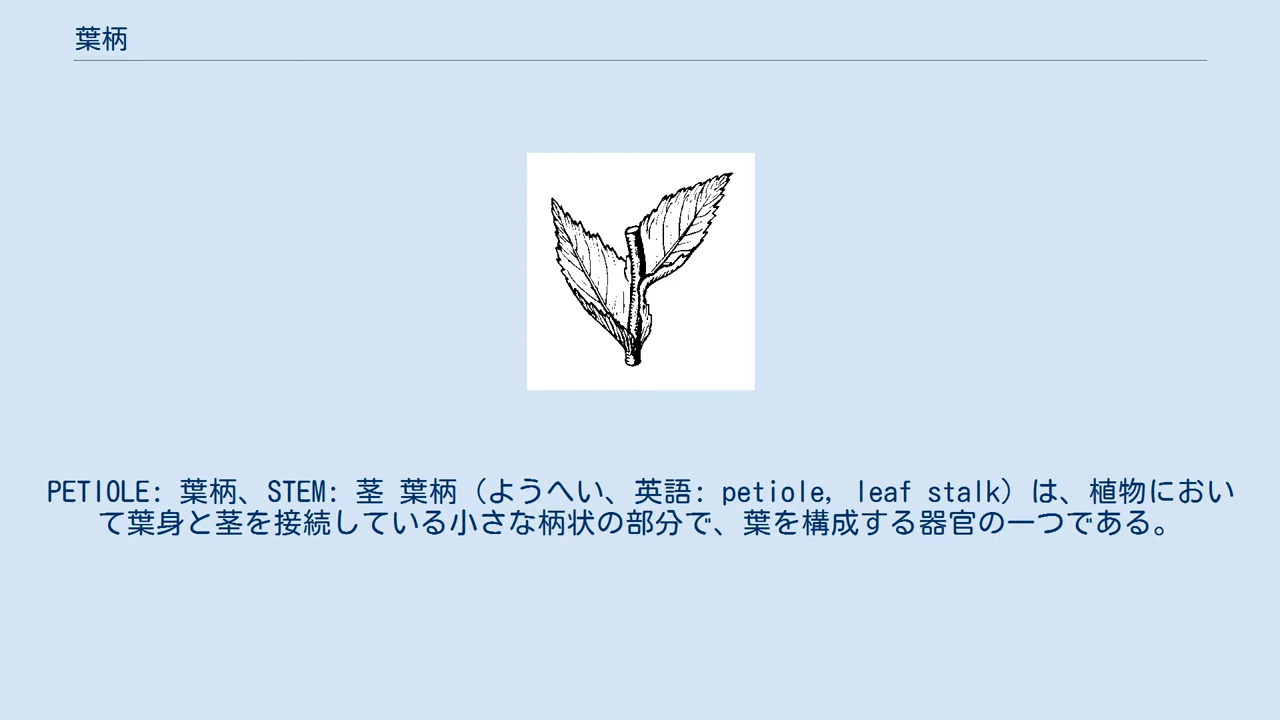 葉柄
PETIOLE: 葉柄、STEM: 茎 葉柄（ようへい、英語: petiole, leaf stalk）は、植物におい
て葉身と茎を接続している小さな柄状の部分で、葉を構成する器官の一つである。